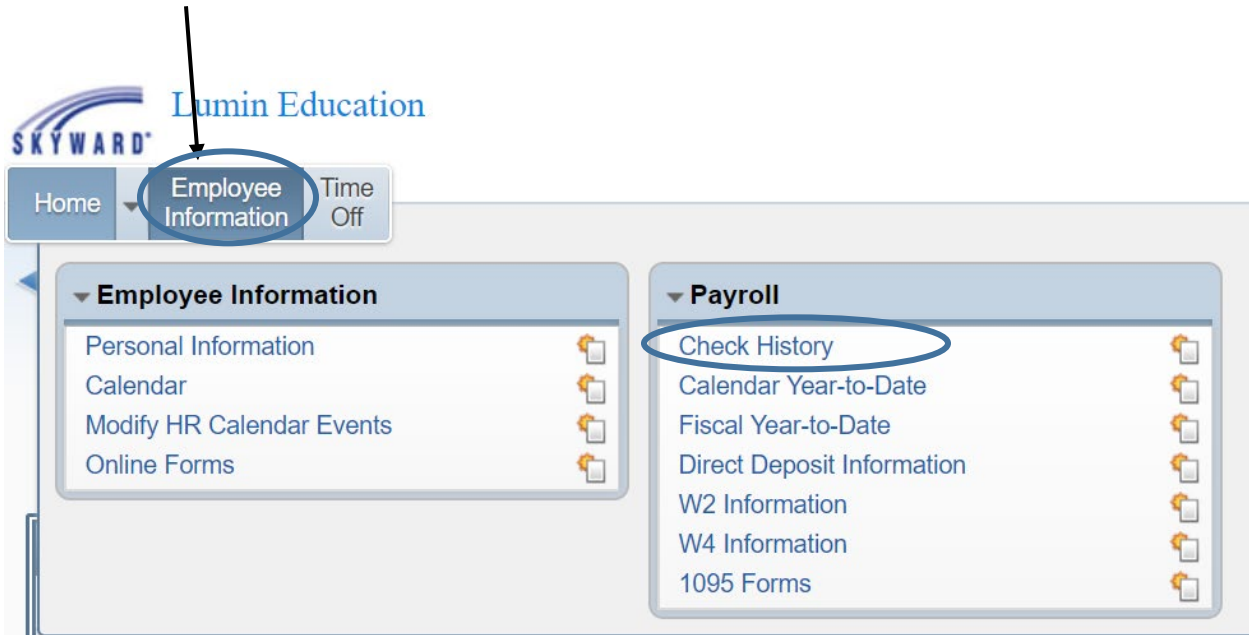 Lumin Education
SKYWARD
Home
Employee
Information
Time
Off
Employee Information
Personal Information
Calendar
Modify HR Calendar Events
Online Forms
Payroll
Check History
Calendar Year-to-Date
Fiscal Year-to-Date
Direct Deposit Information
W2 Information
W4 Information
1095 Forms